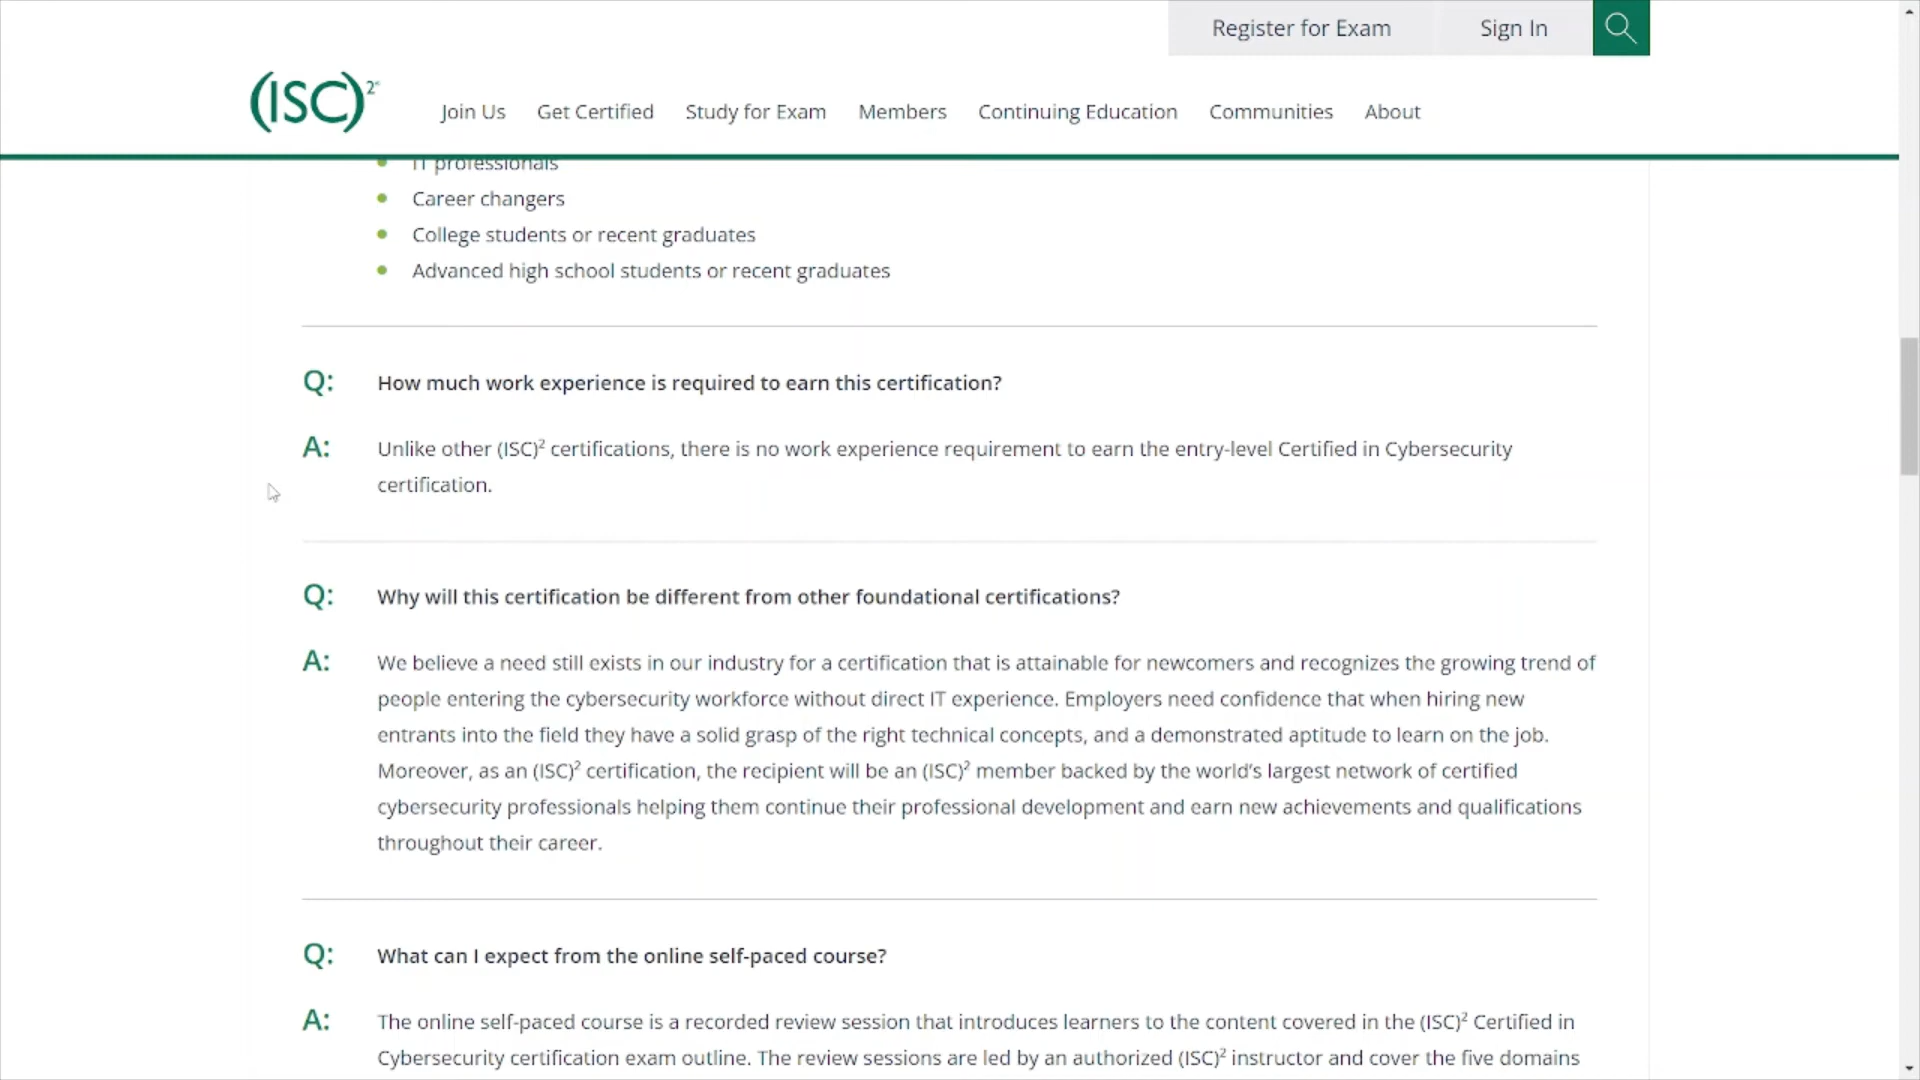 Register for Exam
Sign In
(ISC)²
Join Us
Get Certified
Study for Exam
Members
Continuing Education
Communities
About
IT professionals
Career changers
College students or recent graduates
Advanced high school students or recent graduates
Q: How much work experience is required to earn this certification?
A: Unlike other (ISC)² certifications, there is no work experience requirement to earn the entry-level Certified in Cybersecurity
certification.
Q: Why will this certification be different from other foundational certifications?
A: We believe a need still exists in our industry for a certification that is attainable for newcomers and recognizes the growing trend of
people entering the cybersecurity workforce without direct IT experience. Employers need confidence that when hiring new
entrants into the field they have a solid grasp of the right technical concepts, and a demonstrated aptitude to learn on the job.
Moreover, as an (ISC)² certification, the recipient will be an (ISC)² member backed by the world’s largest network of certified
cybersecurity professionals helping them continue their professional development and earn new achievements and qualifications
throughout their career.
Q: What can I expect from the online self-paced course?
A: The online self-paced course is a recorded review session that introduces learners to the content covered in the (ISC)² Certified in
Cybersecurity certification exam outline. The review sessions are led by an authorized (ISC)² instructor and cover the five domains